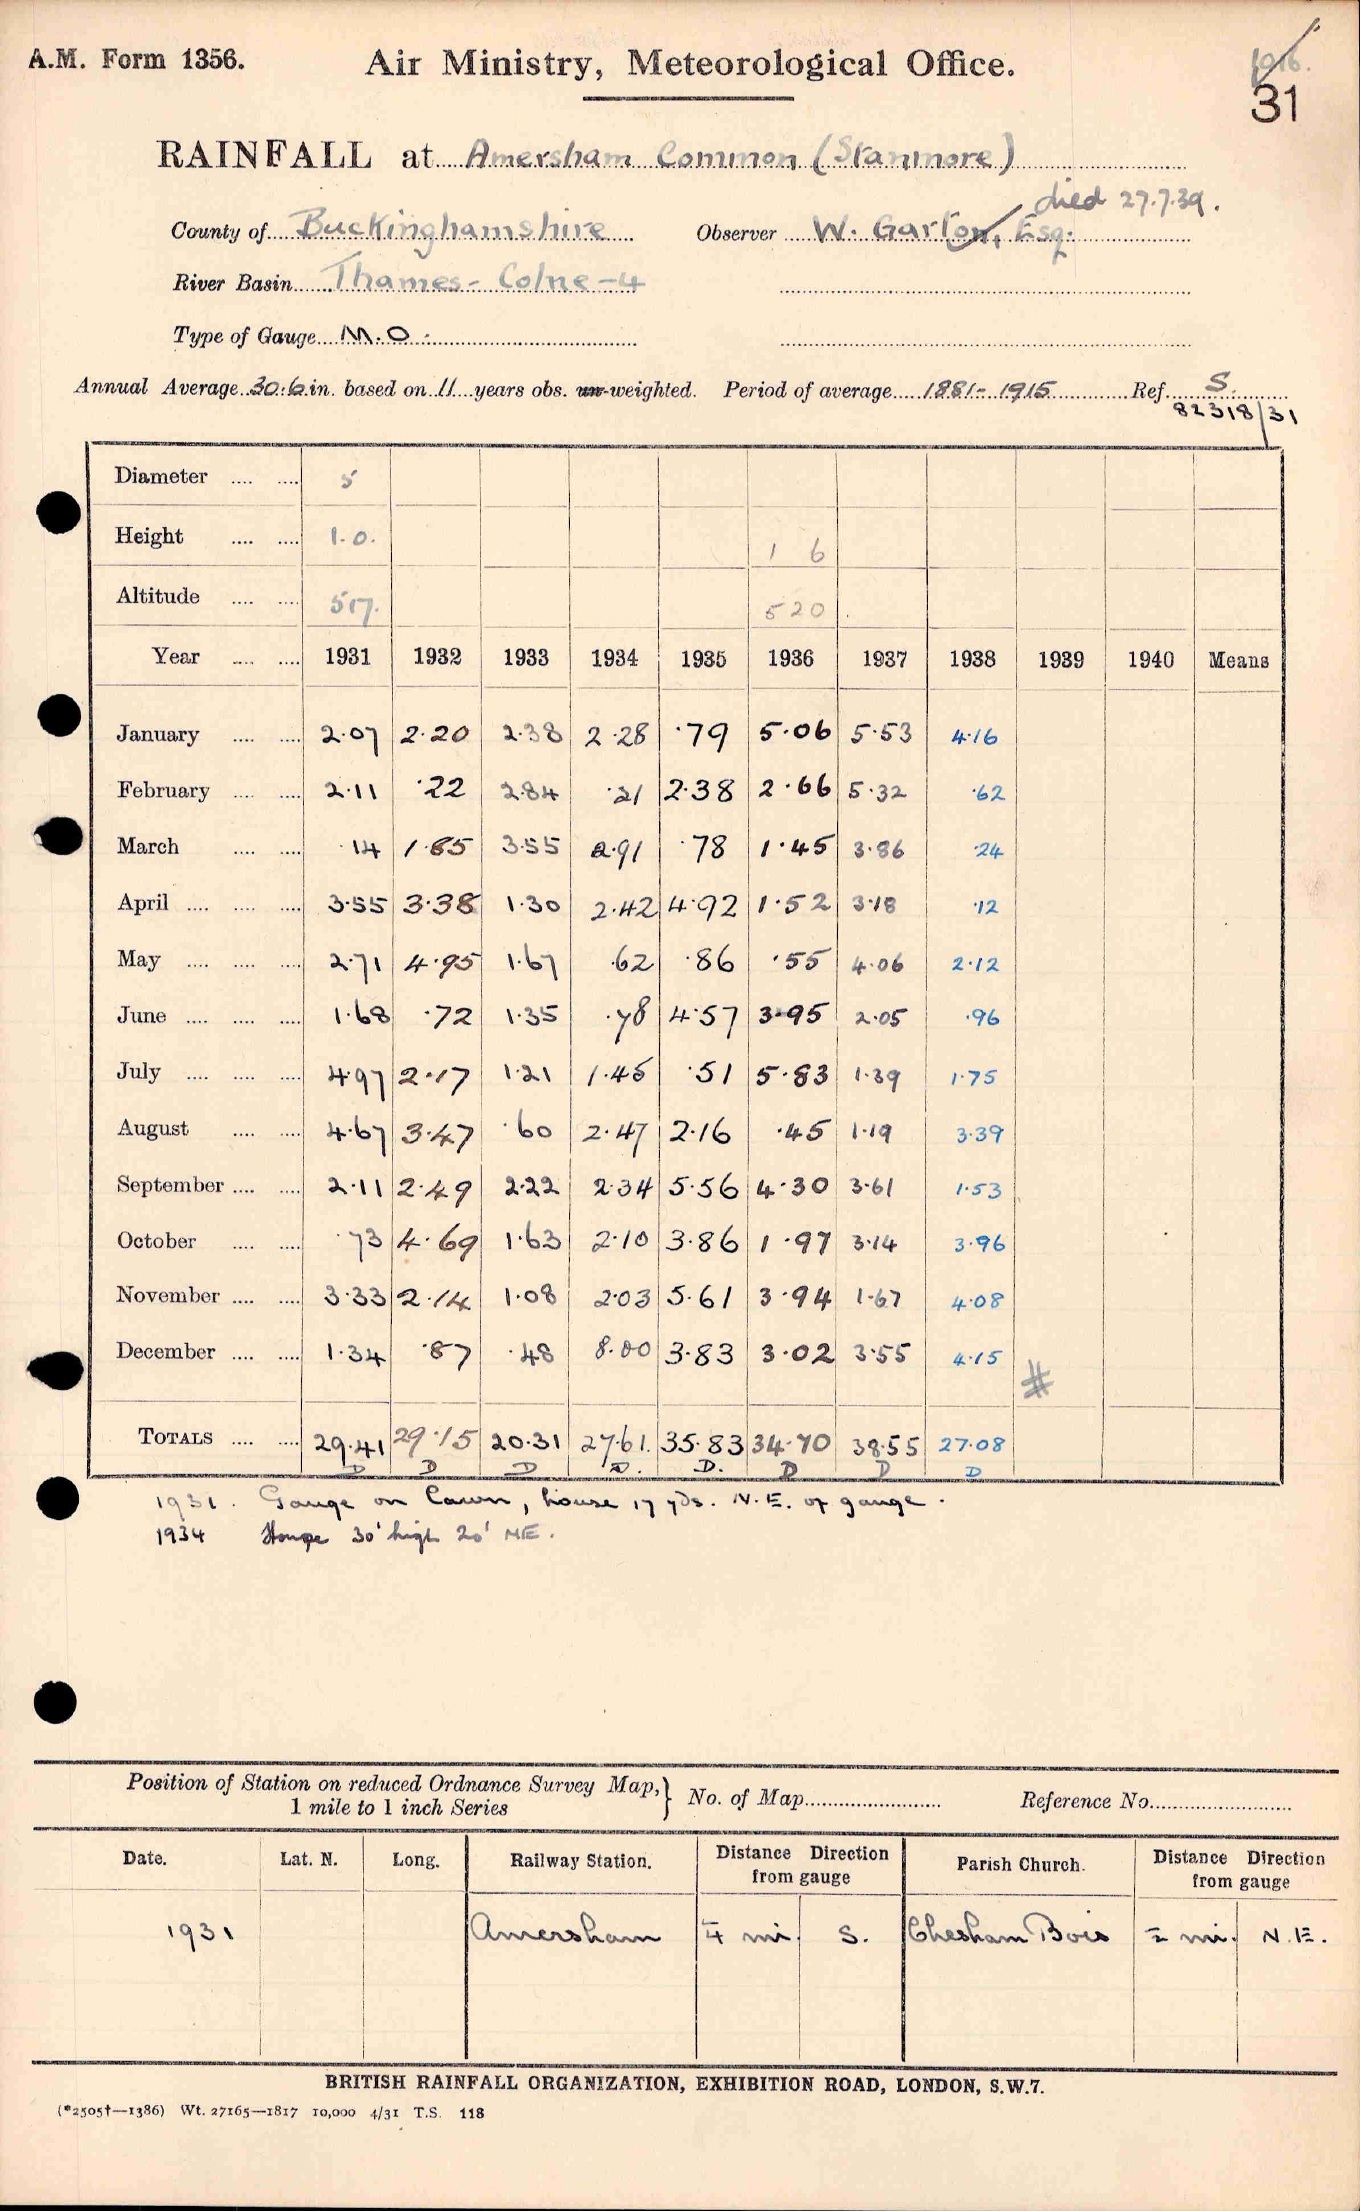 A.M. Form 1356.
Air Ministry, Meteorological Office.
31
RAINFALL at Amersham Common (Stanmore)
died 27.7.39.
County of Buckinghamshire Observer W. Garton, Esq.
River Basin Thames - Colne - 4
Type of Gauge M.O.
Annual Average 30.6 in. based on 11 years obs. un-weighted. Period of average 1881-1915 Ref. S.
82318/31
Diameter .... .... 5
Height .... .... 1.0. 1 6
Altitude .... .... 517. 520
Year .... .... 1931 1932 1933 1934 1935 1936 1937 1938 1939 1940 Means
January .... .... 2.07 2.20 2.38 2.28 .79 5.06 5.53 4.16
February .... .... 2.11 .22 2.84 .21 2.38 2.66 5.32 .62
March .... .... .14 1.85 3.55 2.91 .78 1.45 3.86 .24
April .... .... .... 3.55 3.38 1.30 2.42 4.92 1.52 3.18 .12
May .... .... .... 2.71 4.95 1.67 .62 .86 .55 4.06 2.12
June .... .... .... 1.68 .72 1.35 .78 4.57 3.95 2.05 .96
July .... .... .... 4.97 2.17 1.21 1.45 .51 5.83 1.39 1.75
August .... .... 4.67 3.47 .60 2.47 2.16 .45 1.19 3.39
September .... .... 2.11 2.49 2.22 2.34 5.56 4.30 3.61 1.53
October .... .... .73 4.69 1.63 2.10 3.86 1.97 3.14 3.96
November .... .... 3.33 2.14 1.08 2.03 5.61 3.94 1.67 4.08
December .... .... 1.34 .87 .48 8.00 3.83 3.02 3.55 4.15
#
TOTALS .... .... 29.41 29.15 20.31 27.61. 35.83 34.70 38.55 27.08
D D D D. D. D D D
1931. Gauge on Lawn, house 17 yds. N.E. of gauge.
1934 House 30' high 20' NE.
Position of Station on reduced Ordnance Survey Map,} No. of Map Reference No.
1 mile to 1 inch Series
Date. Lat. N. Long. Railway Station. Distance Direction from gauge Parish Church. Distance Direction from gauge
1931 Amersham mi. S. Chesham Bois mi. N.E.
BRITISH RAINFALL ORGANIZATION, EXHIBITION ROAD, LONDON, S.W.7.
(*2505†—1386) Wt. 27165—1817 10,000 4/31 T.S. 118